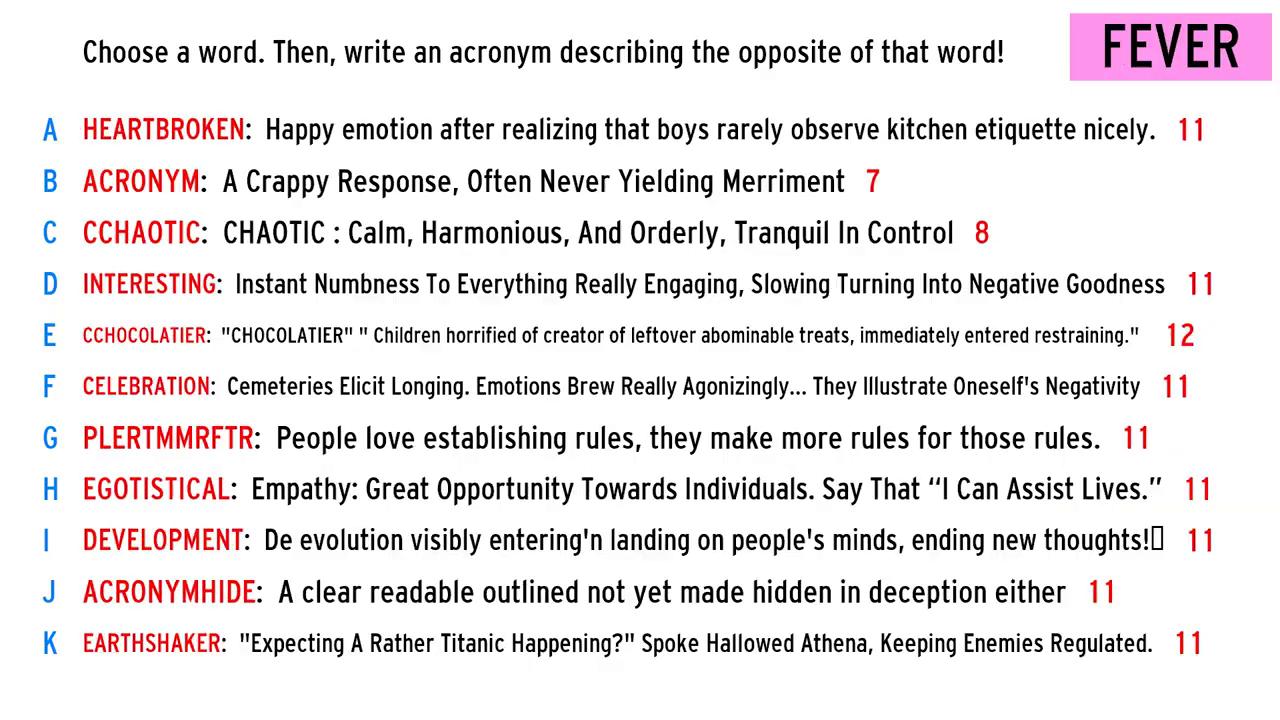 Choose a word. Then, write an acronym describing the opposite of that word!
FEVER
A HEARTBROKEN: Happy emotion after realizing that boys rarely observe kitchen etiquette nicely. 11
B ACRONYM: A Crappy Response, Often Never Yielding Merriment 7
C CCHAOTIC: CHAOTIC : Calm, Harmonious, And Orderly, Tranquil In Control 8
D INTERESTING: Instant Numbness To Everything Really Engaging, Slowing Turning Into Negative Goodness 11
E CCHOCOLATIER: "CHOCOLATIER" " Children horrified of creator of leftover abominable treats, immediately entered restraining." 12
F CELEBRATION: Cemeteries Elicit Longing. Emotions Brew Really Agonizingly... They Illustrate Oneself's Negativity 11
G PLERTMMRFTR: People love establishing rules, they make more rules for those rules. 11
H EGOTISTICAL: Empathy: Great Opportunity Towards Individuals. Say That “I Can Assist Lives.” 11
I DEVELOPMENT: De evolution visibly entering'n landing on people's minds, ending new thoughts!▯ 11
J ACRONYMHIDE: A clear readable outlined not yet made hidden in deception either 11
K EARTHSHAKER: "Expecting A Rather Titanic Happening?" Spoke Hallowed Athena, Keeping Enemies Regulated. 11